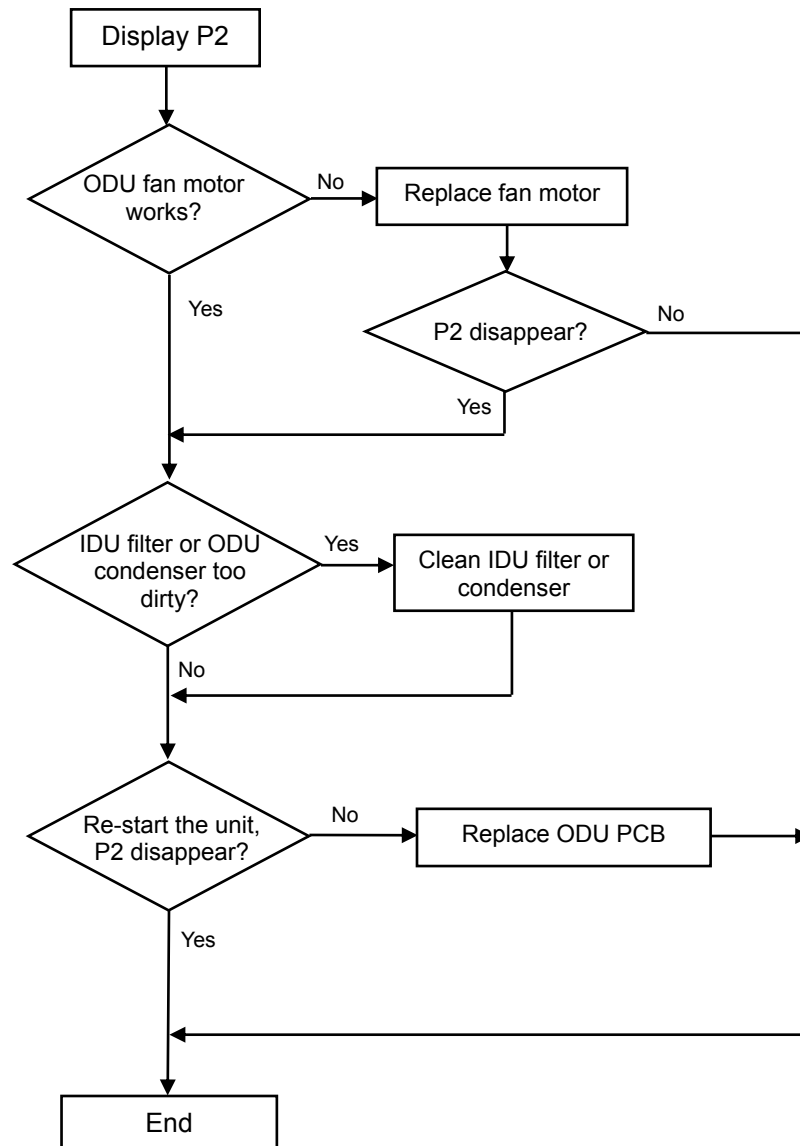 Display P2
ODU fan motor
works?
No
Replace fan motor
Yes
P2 disappear?
No
Yes
IDU filter or ODU
condenser too
dirty?
Yes
Clean IDU filter or
condenser
No
Re-start the unit,
P2 disappear?
No
Replace ODU PCB
Yes
End